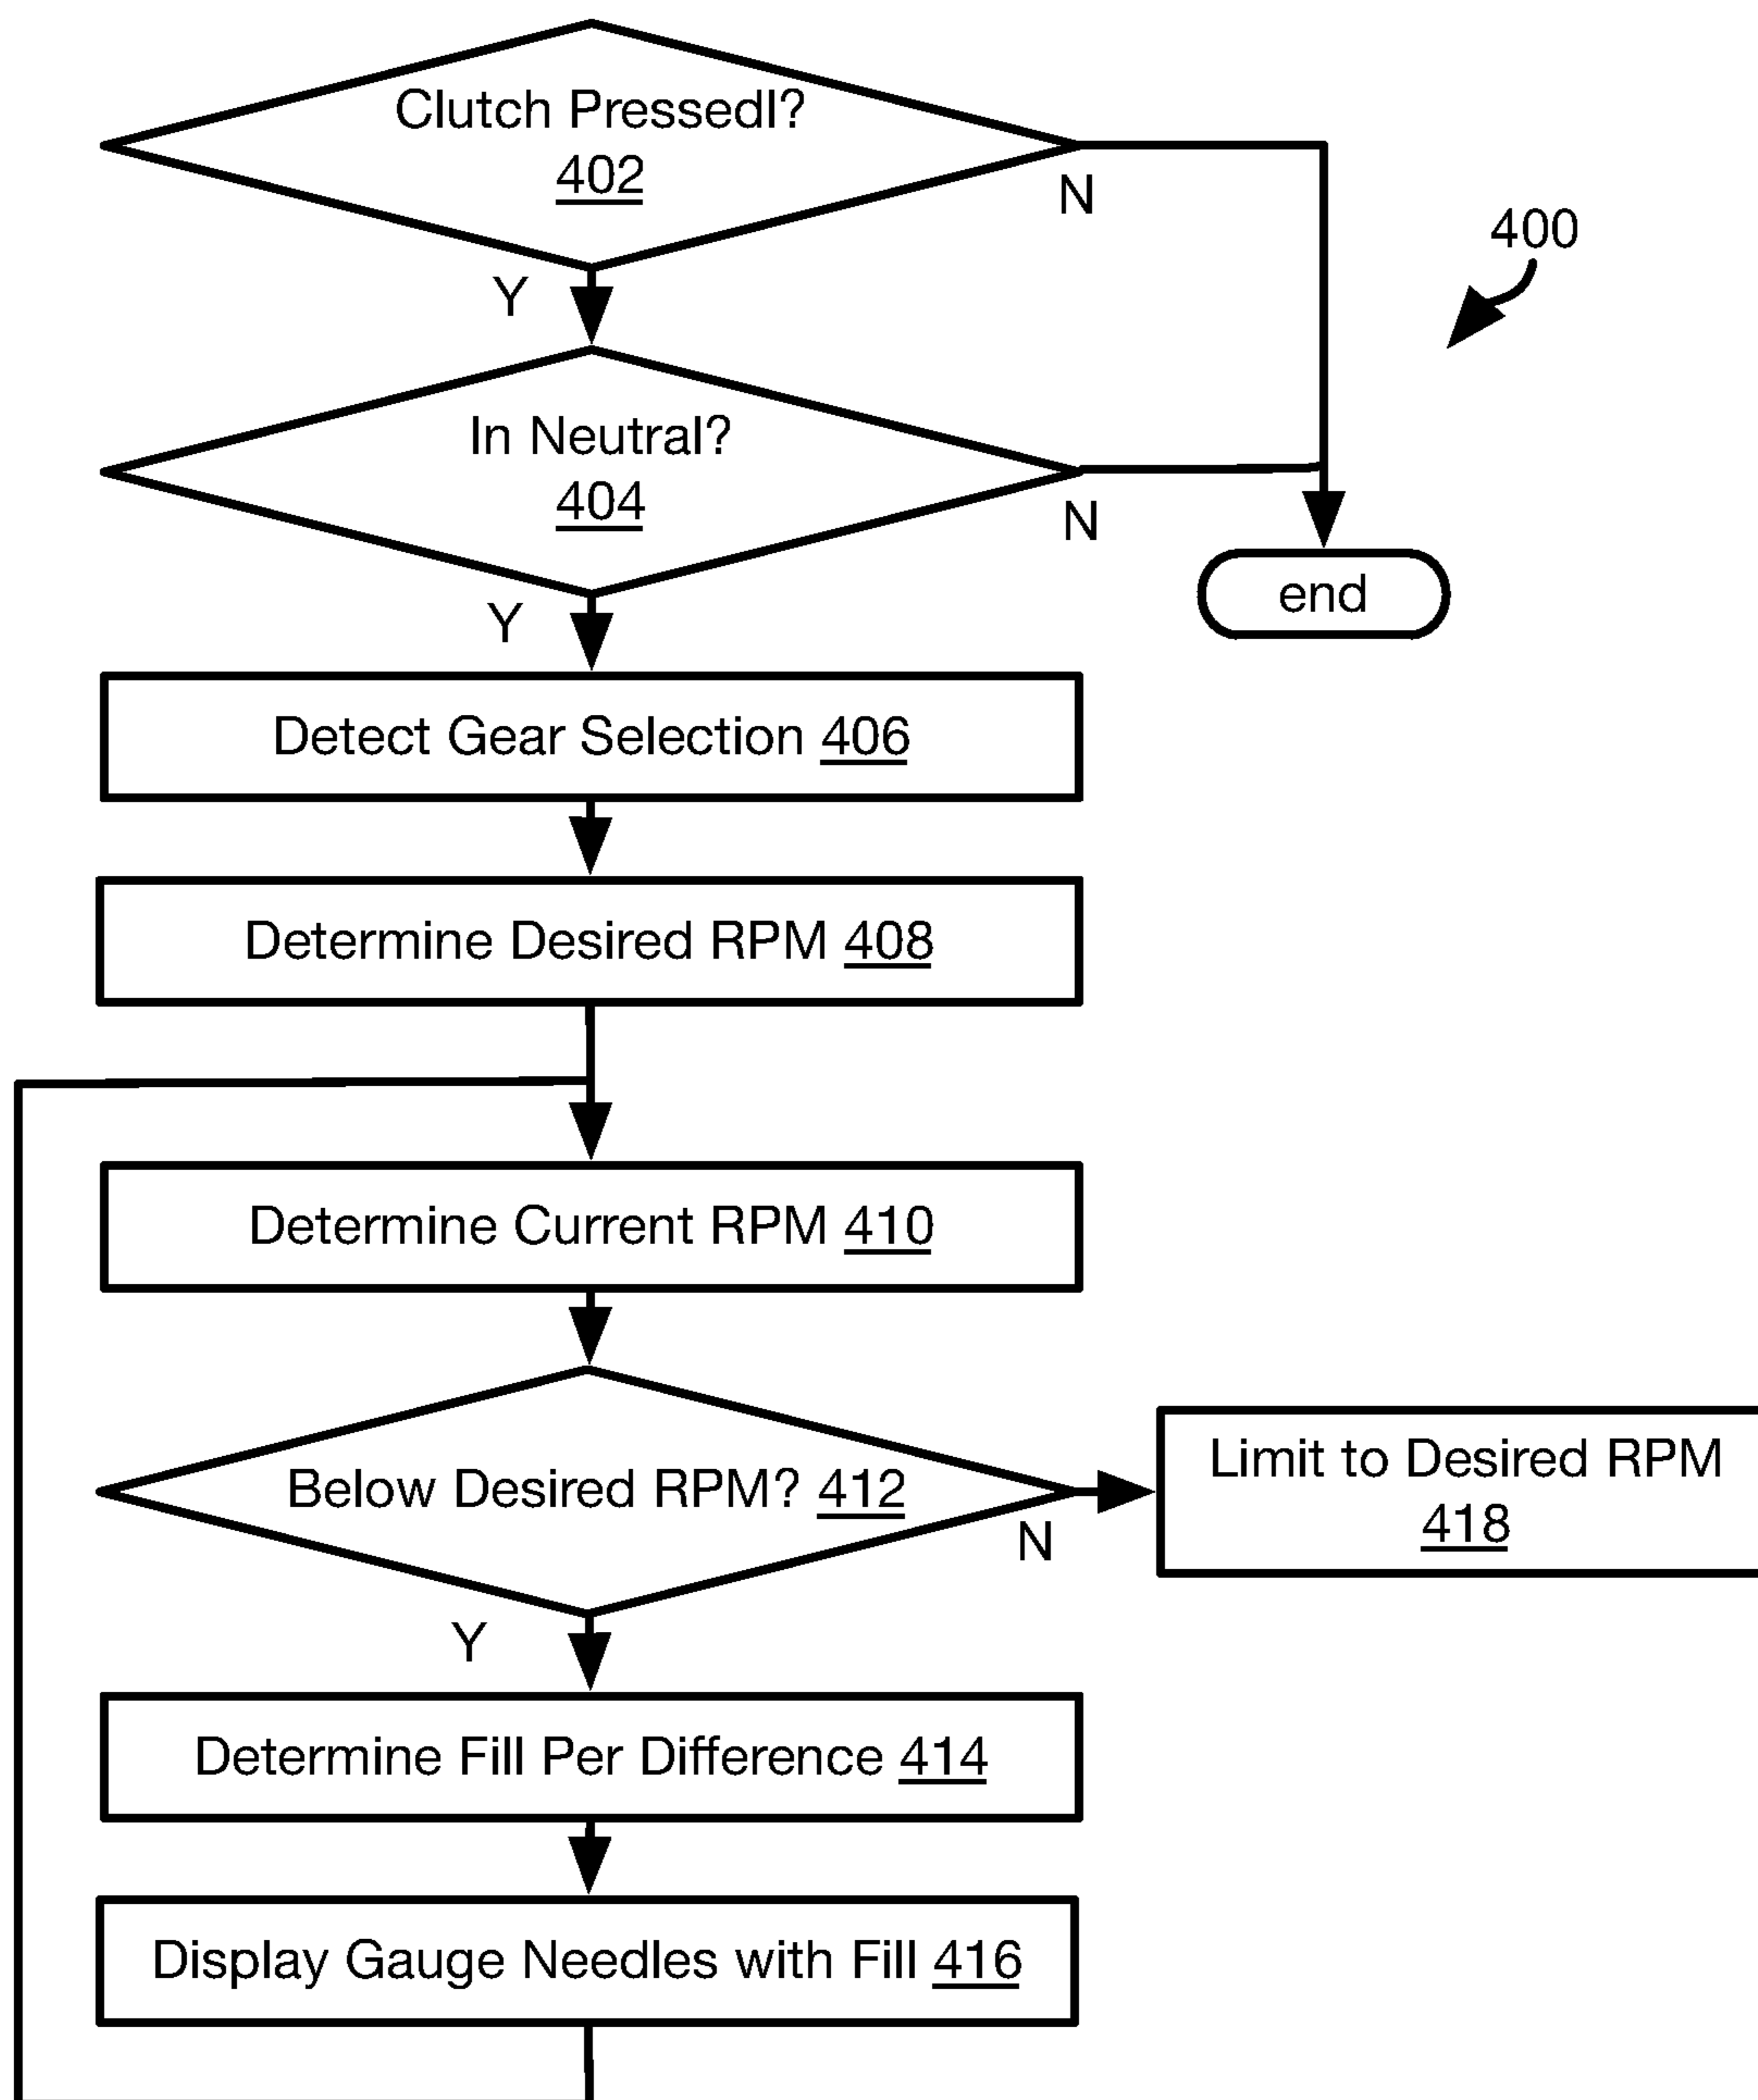 Clutch Pressedl?
402
N
400
Y
In Neutral?
404
N
end
Y
Detect Gear Selection 406
Determine Desired RPM 408
Determine Current RPM 410
Below Desired RPM? 412
Limit to Desired RPM
418
N
Y
Determine Fill Per Difference 414
Display Gauge Needles with Fill 416